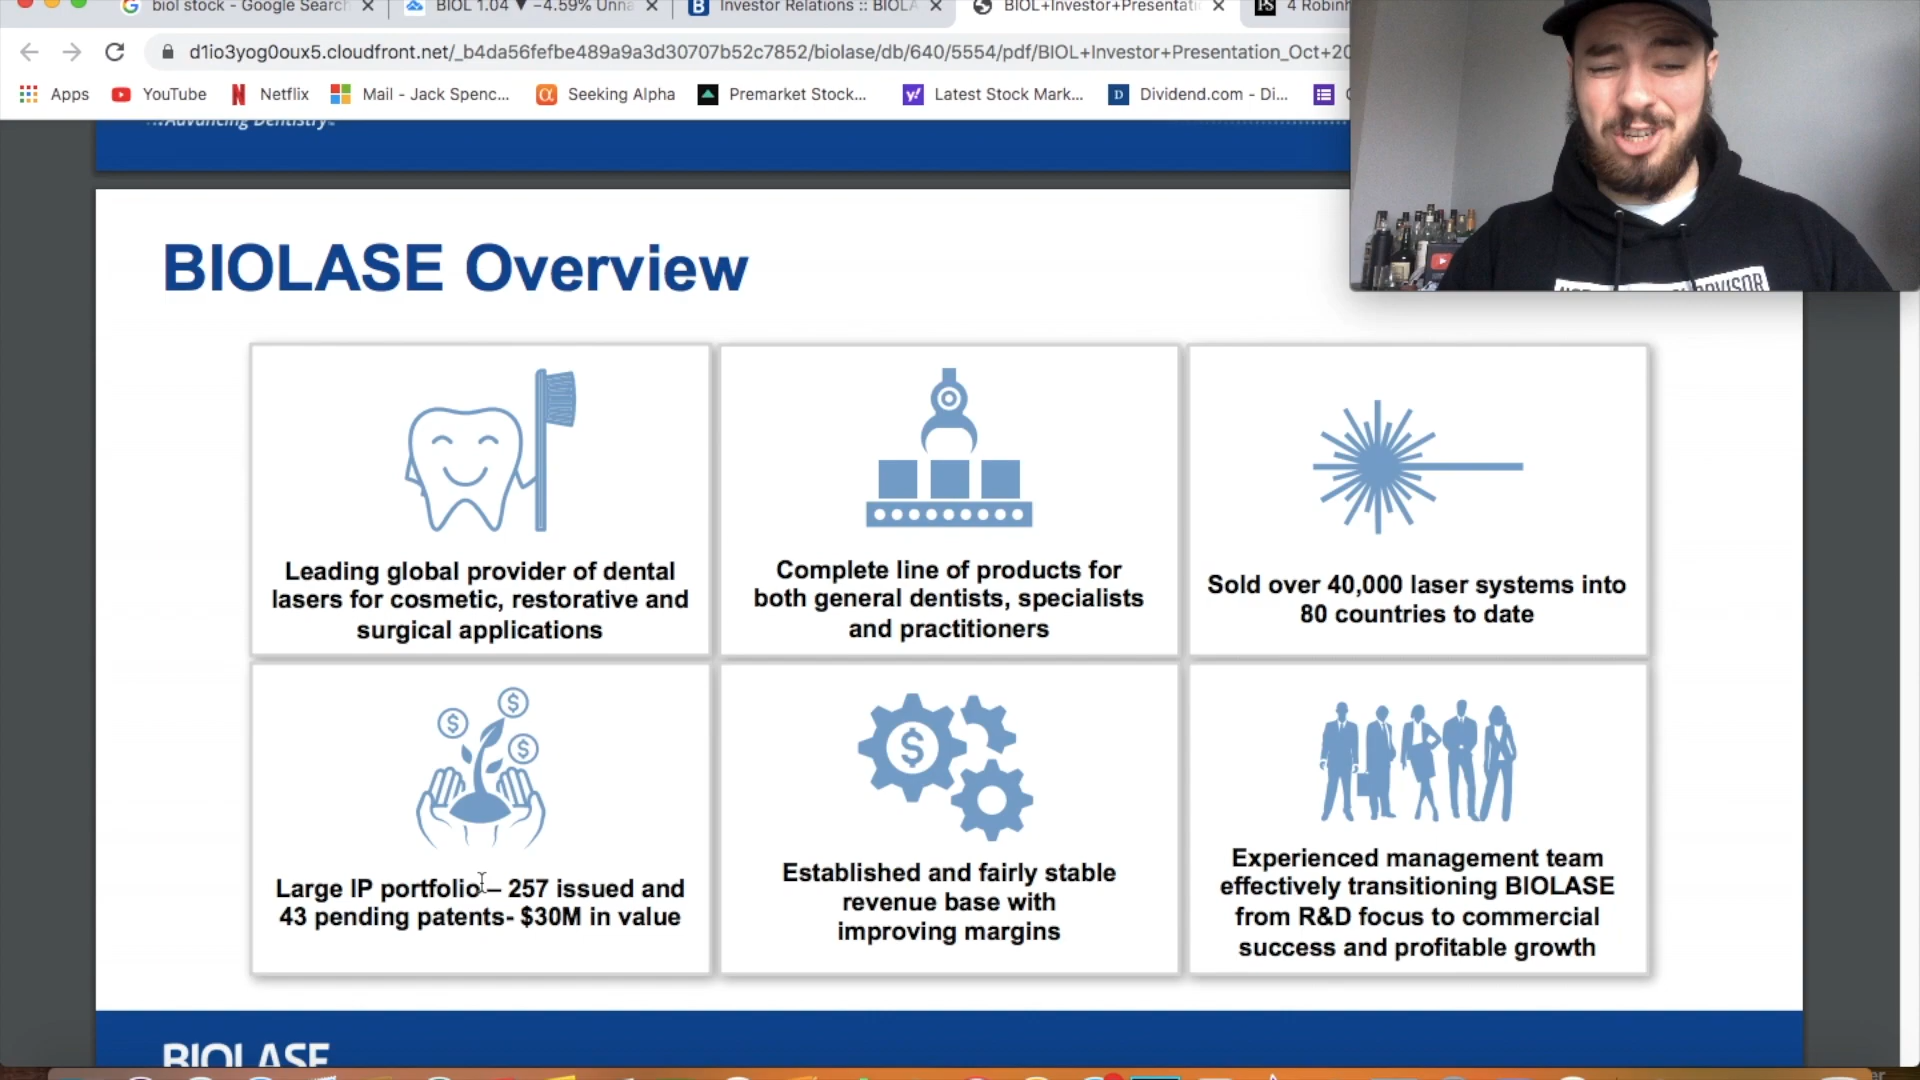 biol stock - Google Search
BIOL 1.04 ▼ −4.59% Unna
Investor Relations :: BIOLA
BIOL+Investor+Presentati
4 Robinh
d1io3yog0oux5.cloudfront.net/_b4da56fefbe489a9a3d30707b52c7852/biolase/db/640/5554/pdf/BIOL+Investor+Presentation_Oct+20
Apps
YouTube
Netflix
Mail - Jack Spenc...
Seeking Alpha
Premarket Stock...
Latest Stock Mark...
Dividend.com - Di...
...Advancing Dentistry™
BIOLASE Overview
Leading global provider of dental
lasers for cosmetic, restorative and
surgical applications
Complete line of products for
both general dentists, specialists
and practitioners
Sold over 40,000 laser systems into
80 countries to date
Large IP portfolio – 257 issued and
43 pending patents- $30M in value
Established and fairly stable
revenue base with
improving margins
Experienced management team
effectively transitioning BIOLASE
from R&D focus to commercial
success and profitable growth
BIOLASE